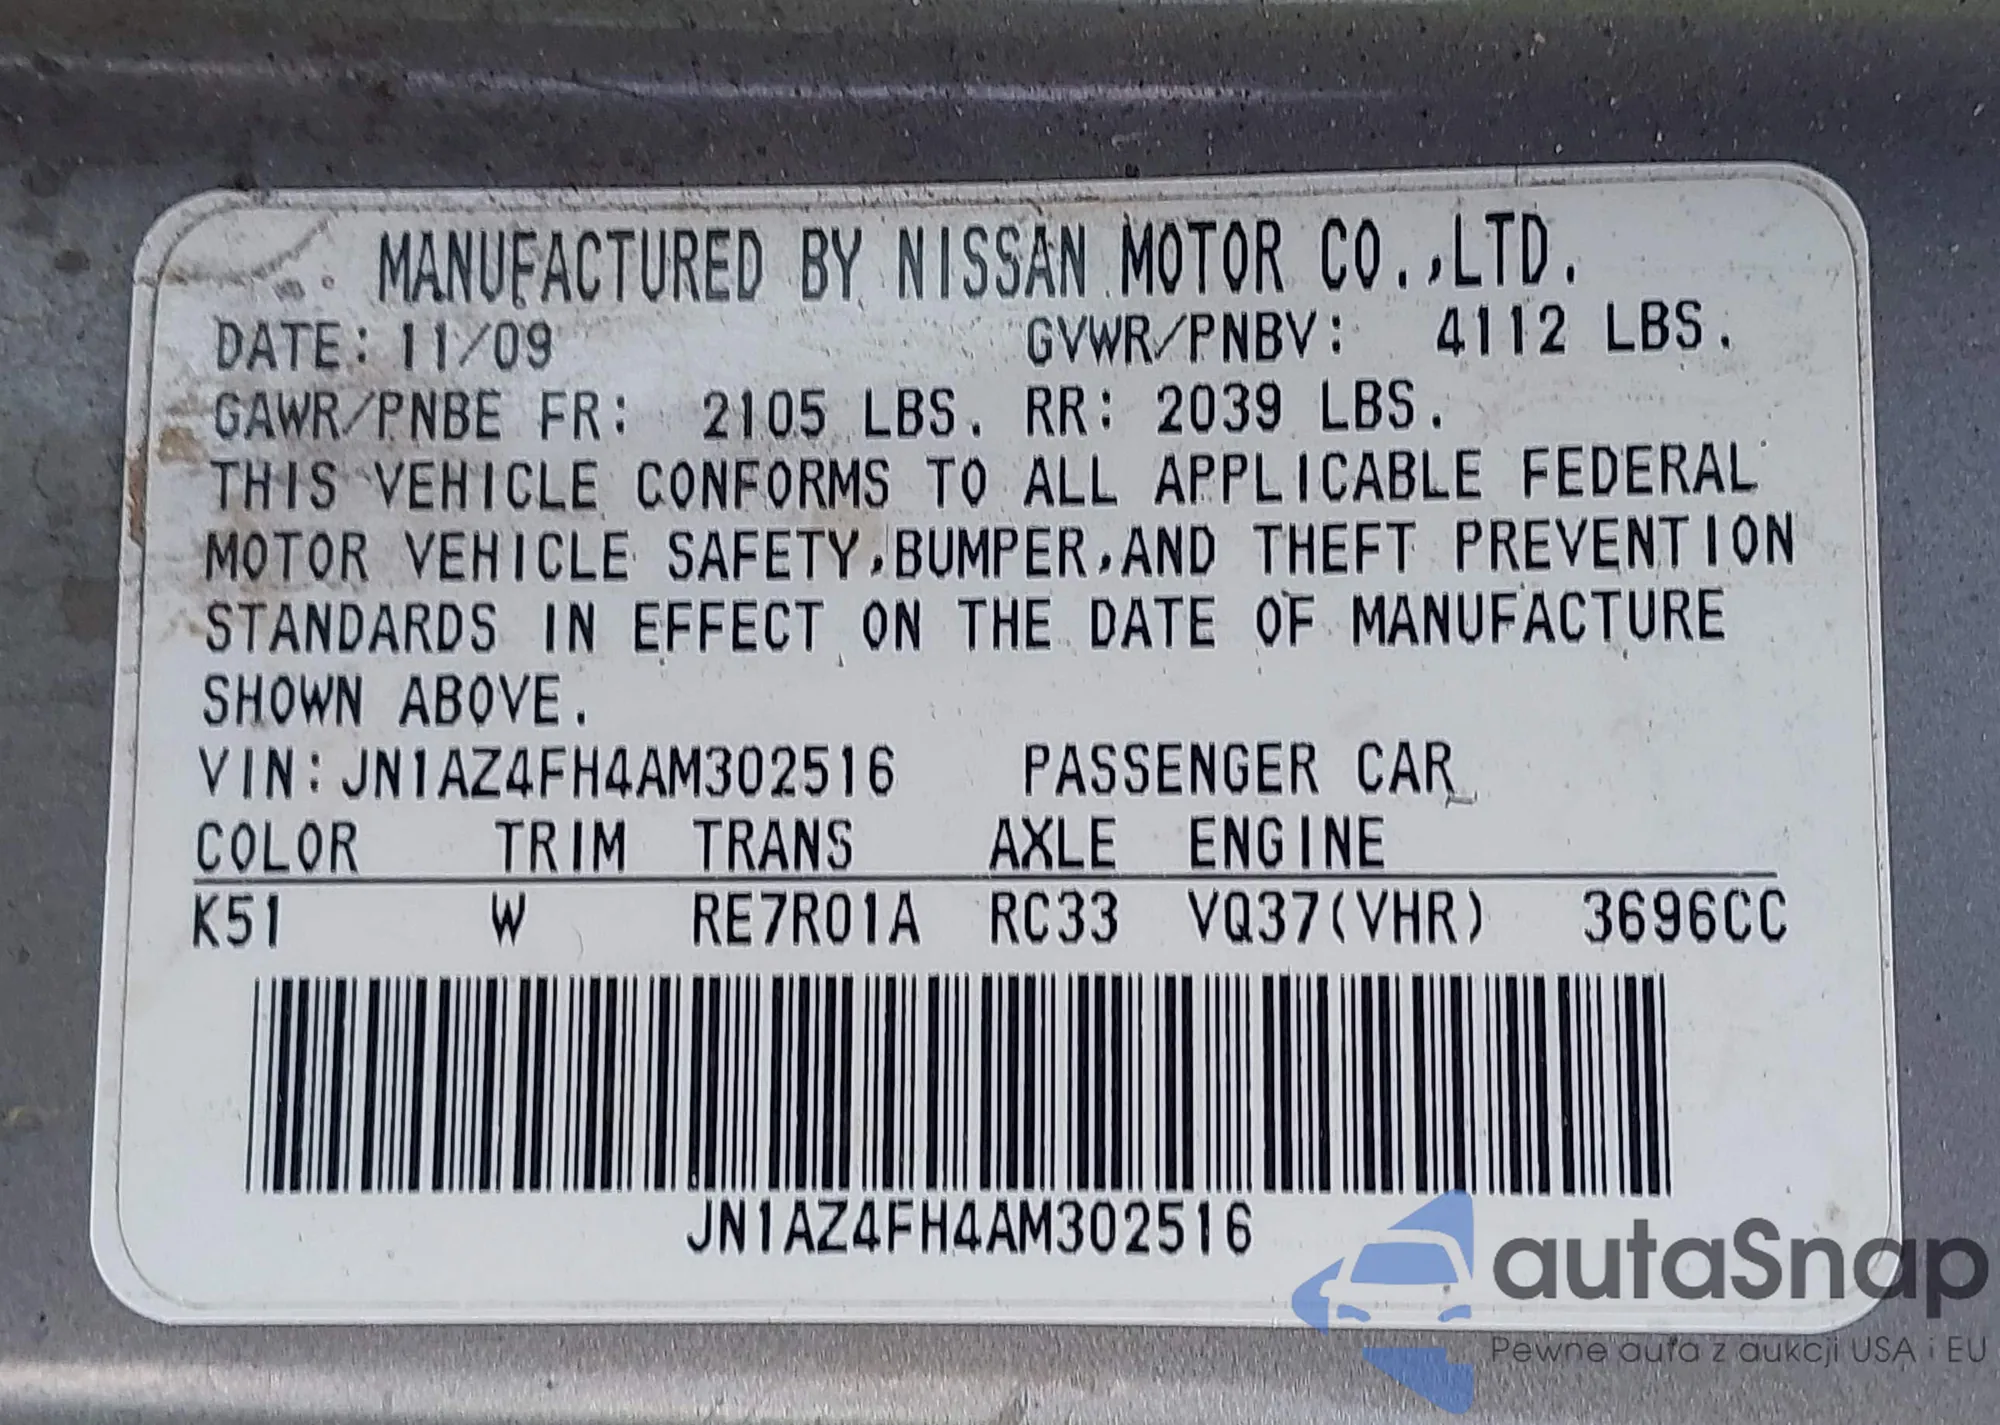 MANUFACTURED BY NISSAN MOTOR CO.,LTD.
DATE: 11/09 GVWR/PNBV: 4112 LBS.
GAWR/PNBE FR: 2105 LBS. RR: 2039 LBS.
THIS VEHICLE CONFORMS TO ALL APPLICABLE FEDERAL
MOTOR VEHICLE SAFETY,BUMPER,AND THEFT PREVENTION
STANDARDS IN EFFECT ON THE DATE OF MANUFACTURE
SHOWN ABOVE.
VIN:JN1AZ4FH4AM302516 PASSENGER CAR
COLOR TRIM TRANS AXLE ENGINE
K51 W RE7R01A RC33 VQ37(VHR) 3696CC
JN1AZ4FH4AM302516
autaSnap
Pewne auta z aukcji USA i EU